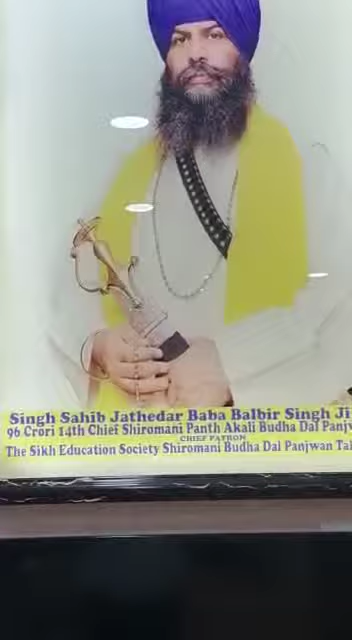 Singh Sahib Jathedar Baba Balbir Singh Ji
96 Crori 14th Chief Shiromani Panth Akali Budha Dal
CHIEF PATRON
The Sikh Education Society Shiromani Budha Dal Panjwan